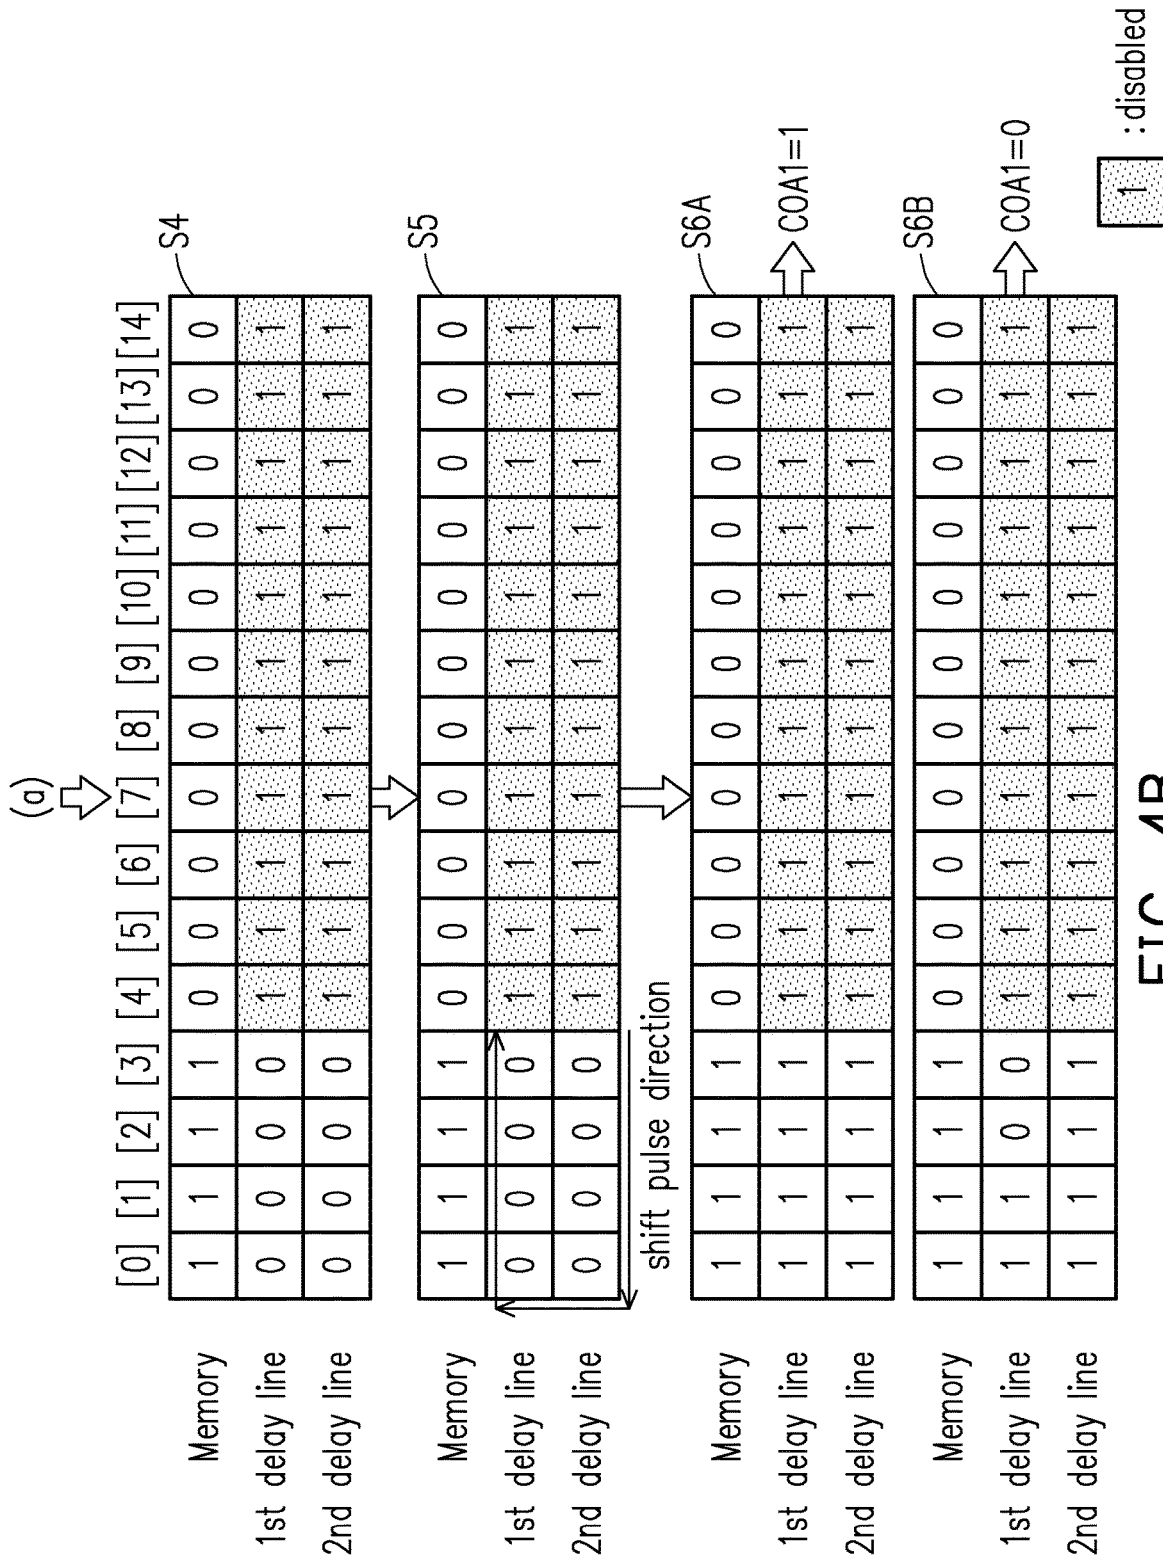 (a)
[0] [1] [2] [3] [4] [5] [6] [7] [8] [9] [10] [11] [12] [13] [14]
S4
Memory 1 1 1 1 0 0 0 0 0 0 0 0 0 0 0
1st delay line 0 0 0 0 1 1 1 1 1 1 1 1 1 1 1
2nd delay line 0 0 0 0 1 1 1 1 1 1 1 1 1 1 1
S5
Memory 1 1 1 1 0 0 0 0 0 0 0 0 0 0 0
1st delay line 0 0 0 0 1 1 1 1 1 1 1 1 1 1 1
2nd delay line 0 0 0 0 1 1 1 1 1 1 1 1 1 1 1
shift pulse direction
S6A
Memory 1 1 1 1 0 0 0 0 0 0 0 0 0 0 0
1st delay line 1 1 1 1 1 1 1 1 1 1 1 1 1 1 1 COA1=1
2nd delay line 1 1 1 1 1 1 1 1 1 1 1 1 1 1 1
S6B
Memory 1 1 1 1 0 0 0 0 0 0 0 0 0 0 0
1st delay line 1 1 0 0 1 1 1 1 1 1 1 1 1 1 1 COA1=0
2nd delay line 1 1 1 1 1 1 1 1 1 1 1 1 1 1 1
1 :disabled
FIG. 4B